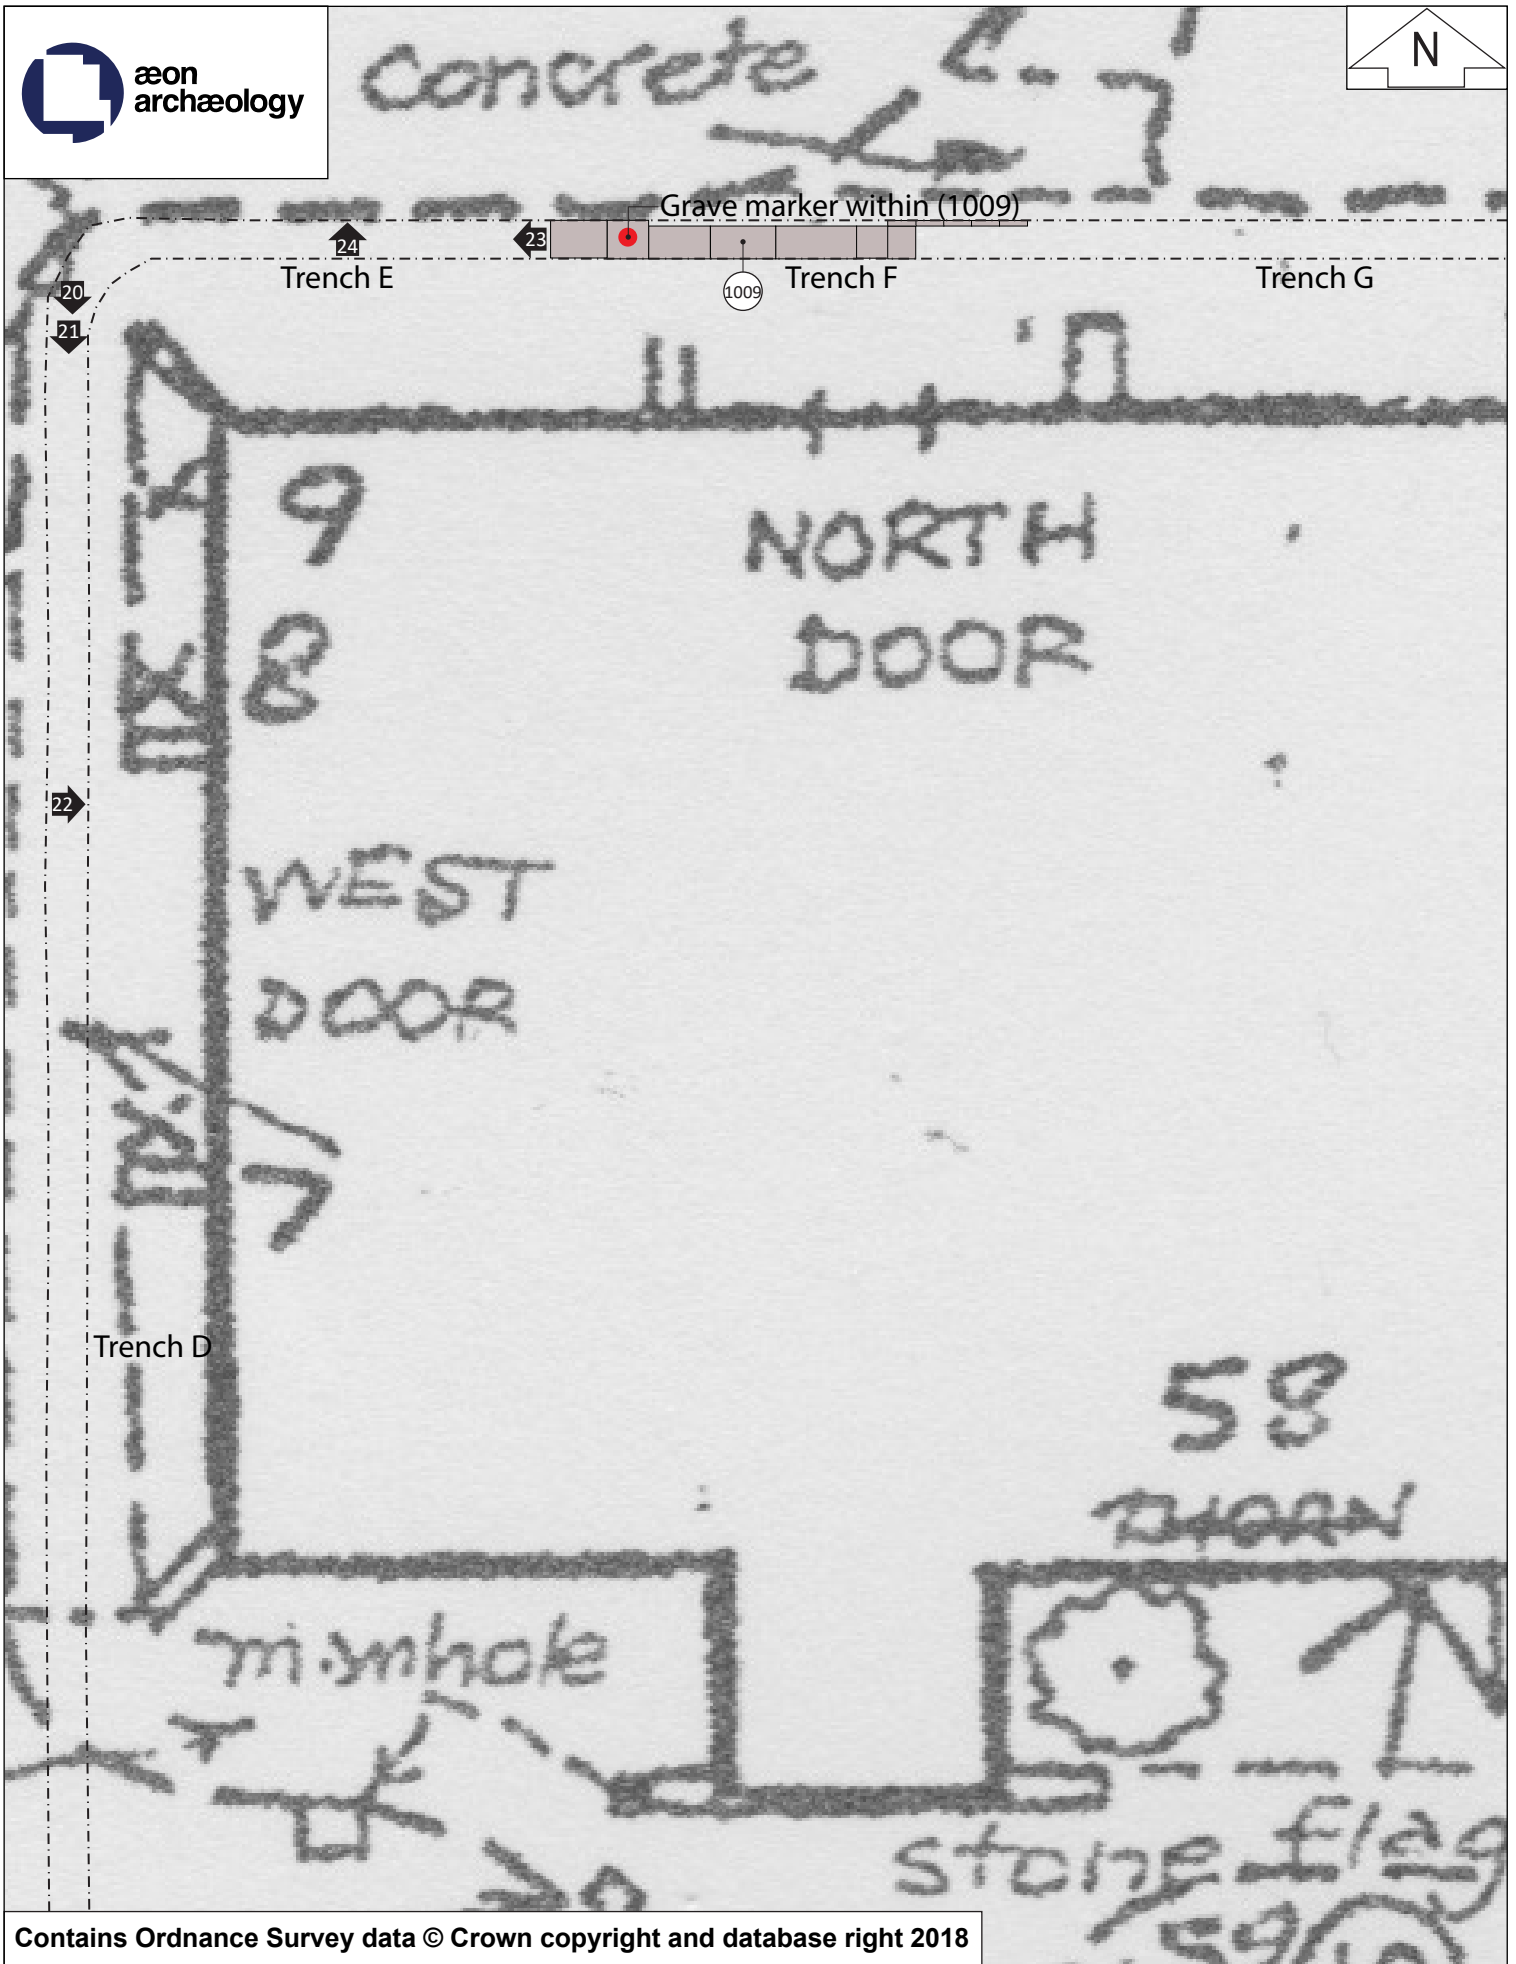 æon
archæology
concrete
N
Grave marker within (1009)
24
23
Trench E
1009
Trench F
Trench G
20
21
9
NORTH
DOOR
8
22
WEST
DOOR
7
Trench D
58
THORN
manhole
stone flag
59
Contains Ordnance Survey data © Crown copyright and database right 2018